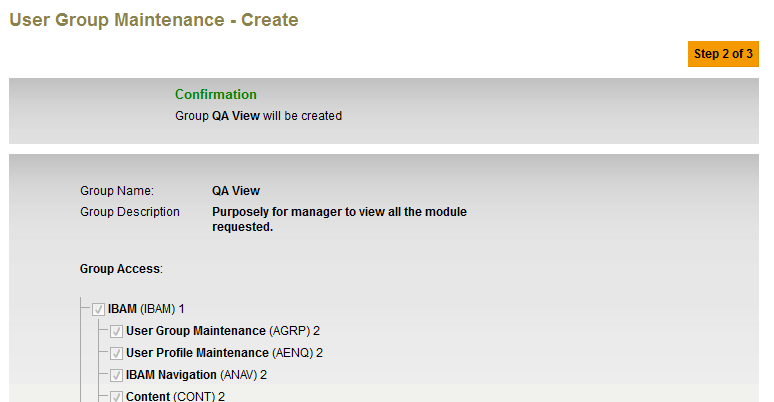 User Group Maintenance - Create
Step 2 of 3
Confirmation
Group QA View will be created
Group Name: QA View
Group Description Purposely for manager to view all the module
requested.
Group Access:
IBAM (IBAM) 1
User Group Maintenance (AGRP) 2
User Profile Maintenance (AENQ) 2
IBAM Navigation (ANAV) 2
Content (CONT) 2